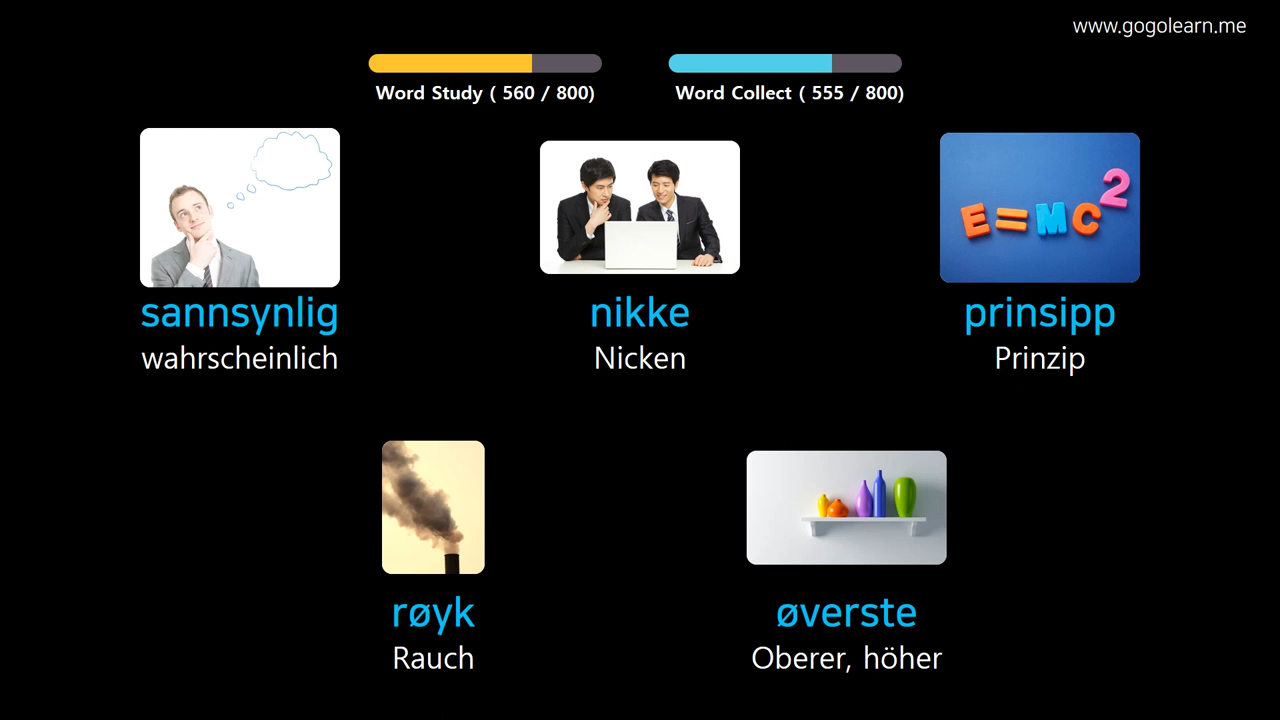 www.gogolearn.me
Word Study ( 560 / 800)
Word Collect ( 555 / 800)
E=MC2
sannsynlig
wahrscheinlich
nikke
Nicken
prinsipp
Prinzip
røyk
Rauch
øverste
Oberer, höher